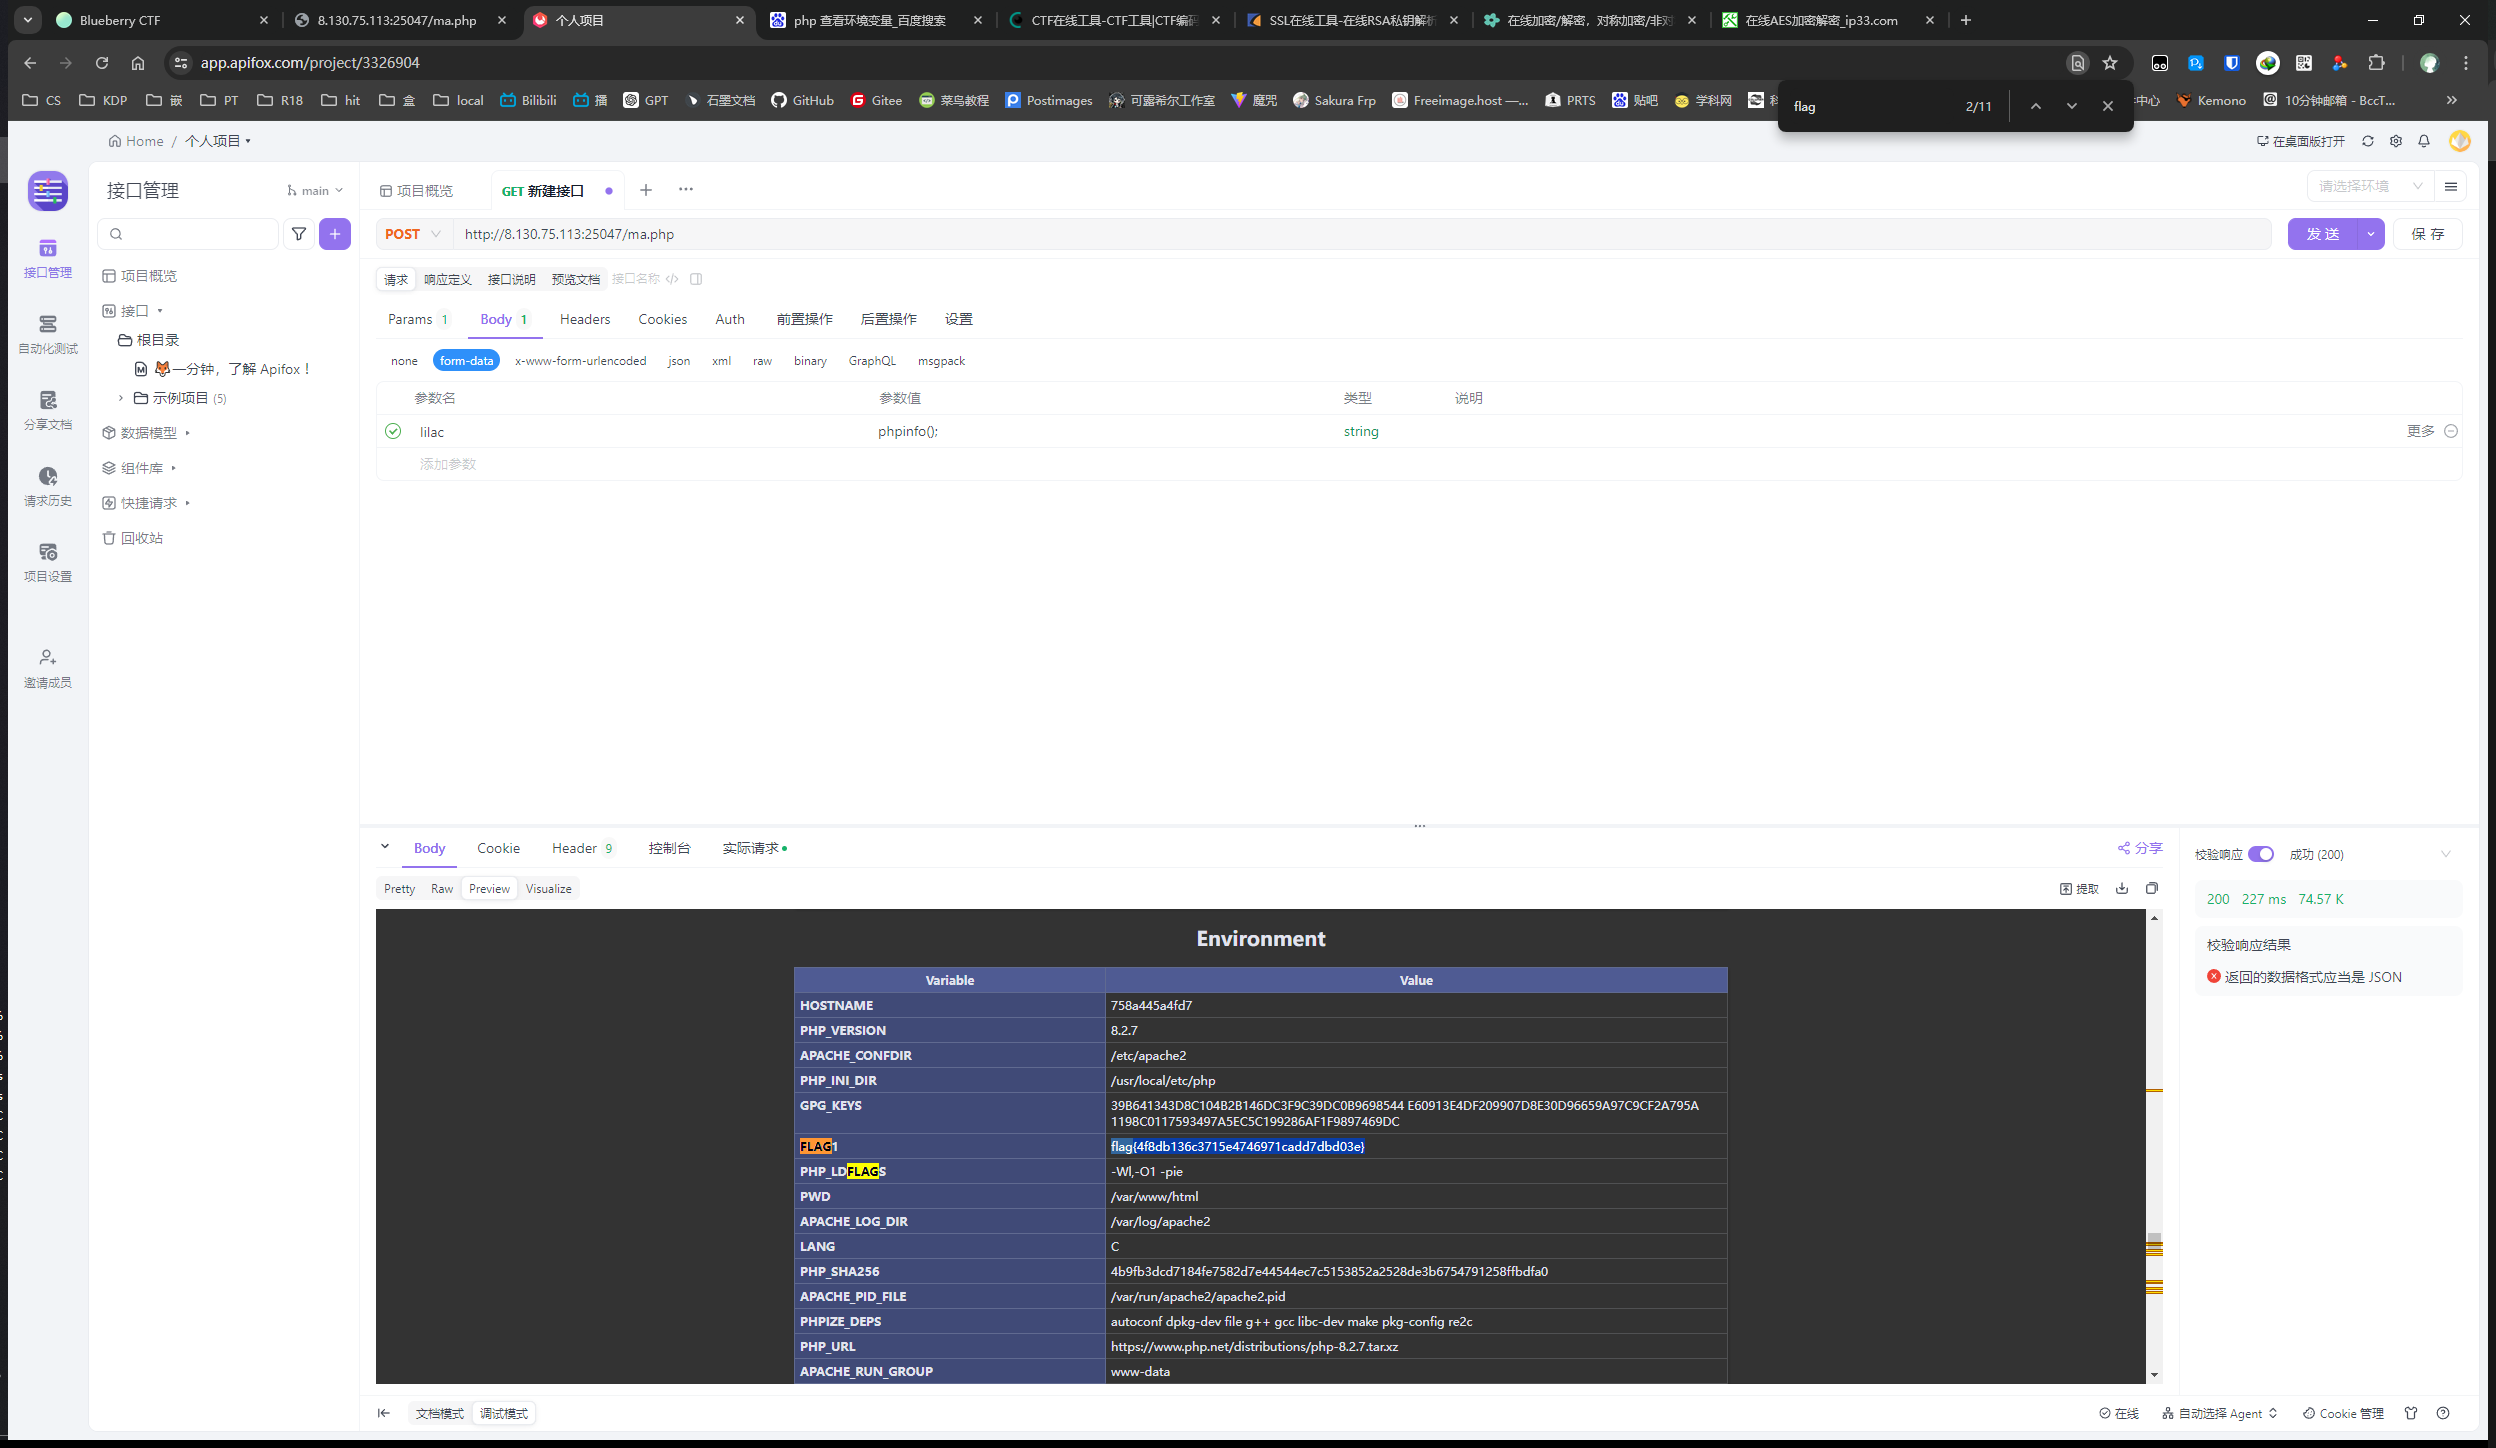 Blueberry CTF
8.130.75.113:25047/ma.php
个人项目
php 查看环境变量_百度搜索
CTF在线工具-CTF工具|CTF编码
SSL在线工具-在线RSA私钥解析
在线加密/解密，对称加密/非对
在线AES加密解密_ip33.com
app.apifox.com/project/3326904
CS KDP 嵌 PT R18 hit 盒 local Bilibili 播 GPT 石墨文档 GitHub Gitee 菜鸟教程 Postimages 可露希尔工作室 魔咒 Sakura Frp Freeimage.host —... PRTS 贴吧 学科网 中心 Kemono 10分钟邮箱 - BccT...
flag 2/11
Home / 个人项目
在桌面版打开
接口管理 main
项目概览 GET 新建接口
请选择环境
POST http://8.130.75.113:25047/ma.php
发 送 保 存
接口管理
自动化测试
分享文档
请求历史
项目设置
邀请成员
项目概览
接口
根目录
一分钟，了解 Apifox！
示例项目 (5)
数据模型
组件库
快捷请求
回收站
请求 响应定义 接口说明 预览文档 接口名称
Params 1 Body 1 Headers Cookies Auth 前置操作 后置操作 设置
none form-data x-www-form-urlencoded json xml raw binary GraphQL msgpack
参数名 参数值 类型 说明
lilac phpinfo(); string 更多
添加参数
Body Cookie Header 9 控制台 实际请求
分享
Pretty Raw Preview Visualize
提取
Environment
Variable Value
HOSTNAME 758a445a4fd7
PHP_VERSION 8.2.7
APACHE_CONFDIR /etc/apache2
PHP_INI_DIR /usr/local/etc/php
GPG_KEYS 39B641343D8C104B2B146DC3F9C39DC0B9698544 E60913E4DF209907D8E30D96659A97C9CF2A795A
1198C0117593497A5EC5C199286AF1F9897469DC
FLAG1 flag{4f8db136c3715e4746971cadd7dbd03e}
PHP_LDFLAGS -Wl,-O1 -pie
PWD /var/www/html
APACHE_LOG_DIR /var/log/apache2
LANG C
PHP_SHA256 4b9fb3dcd7184fe7582d7e44544ec7c5153852a2528de3b6754791258ffbdfa0
APACHE_PID_FILE /var/run/apache2/apache2.pid
PHPIZE_DEPS autoconf dpkg-dev file g++ gcc libc-dev make pkg-config re2c
PHP_URL https://www.php.net/distributions/php-8.2.7.tar.xz
APACHE_RUN_GROUP www-data
校验响应 成功 (200)
200 227 ms 74.57 K
校验响应结果
返回的数据格式应当是 JSON
文档模式 调试模式
在线 自动选择 Agent Cookie 管理